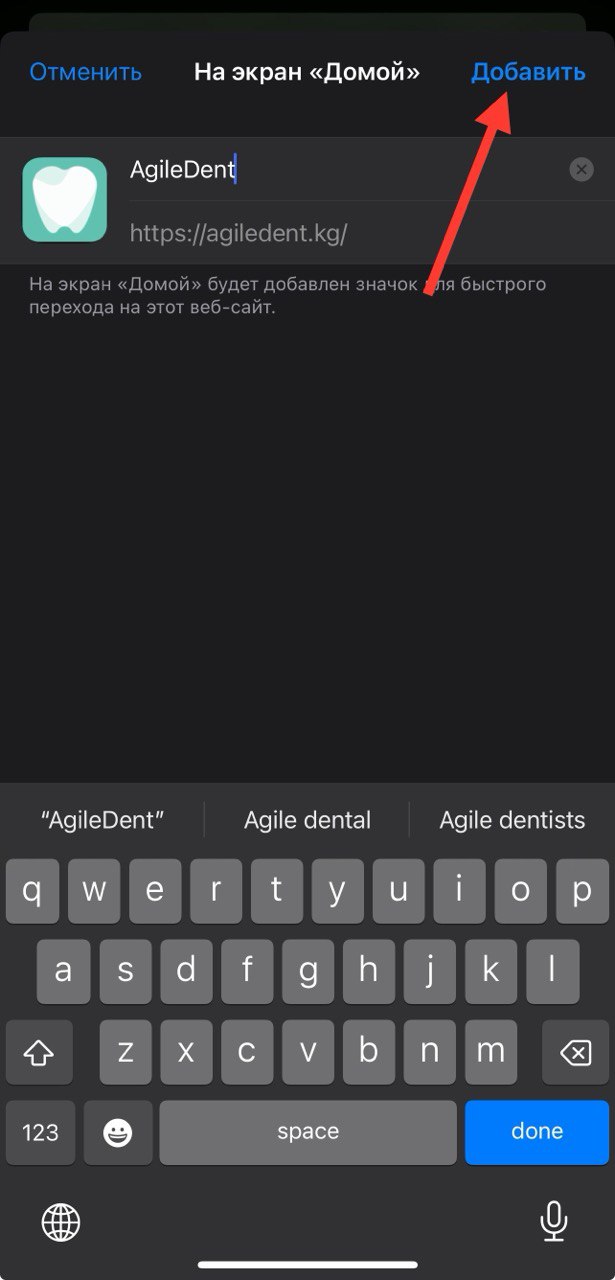 Отменить На экран «Домой» Добавить
AgileDent
https://agiledent.kg/
На экран «Домой» будет добавлен значок для быстрого
перехода на этот веб-сайт.
“AgileDent” Agile dental Agile dentists
q w e r t y u i o p
a s d f g h j k l
z x c v b n m
123 space done